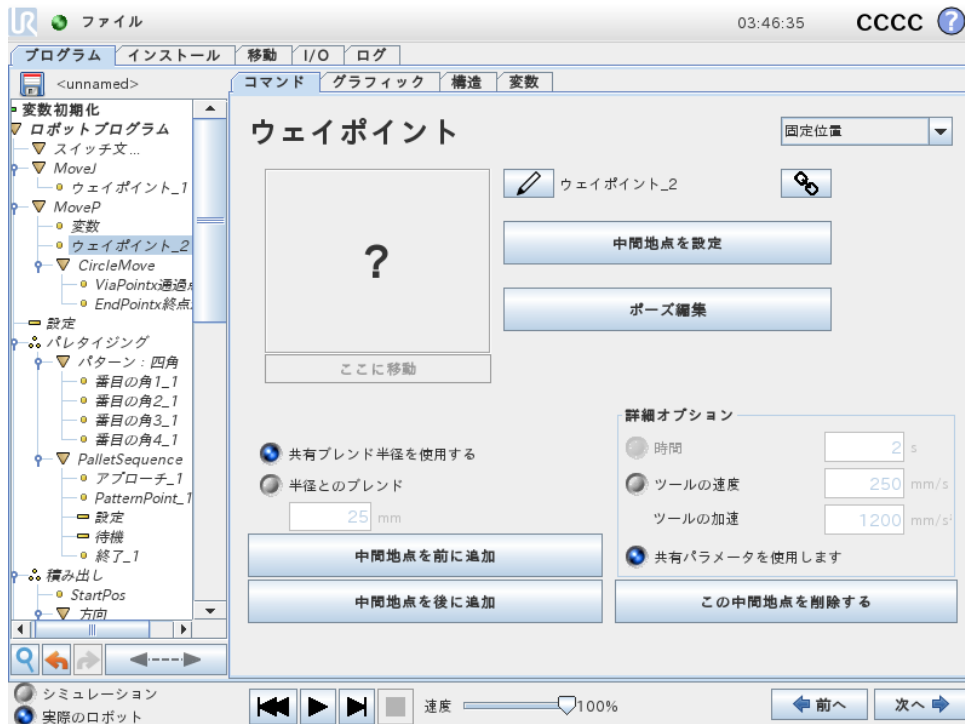 UR ファイル 03:46:35 CCCC ?
プログラム インストール 移動 I/O ログ
<unnamed>
コマンド グラフィック 構造 変数
変数初期化
ロボットプログラム
スイッチ文...
MoveJ
ウェイポイント_1
MoveP
変数
ウェイポイント_2
CircleMove
ViaPointx通過
EndPointx終点
設定
パレタイジング
パターン：四角
番目の角1_1
番目の角2_1
番目の角3_1
番目の角4_1
PalletSequence
アプローチ_1
PatternPoint_1
設定
待機
終了_1
積み出し
StartPos
方向
ウェイポイント
固定位置
?
ウェイポイント_2
中間地点を設定
ポーズ編集
ここに移動
共有ブレンド半径を使用する
半径とのブレンド
25 mm
詳細オプション
時間 2 s
ツールの速度 250 mm/s
ツールの加速 1200 mm/s²
共有パラメータを使用します
中間地点を前に追加
中間地点を後に追加
この中間地点を削除する
シミュレーション
実際のロボット
速度 100%
前へ 次へ